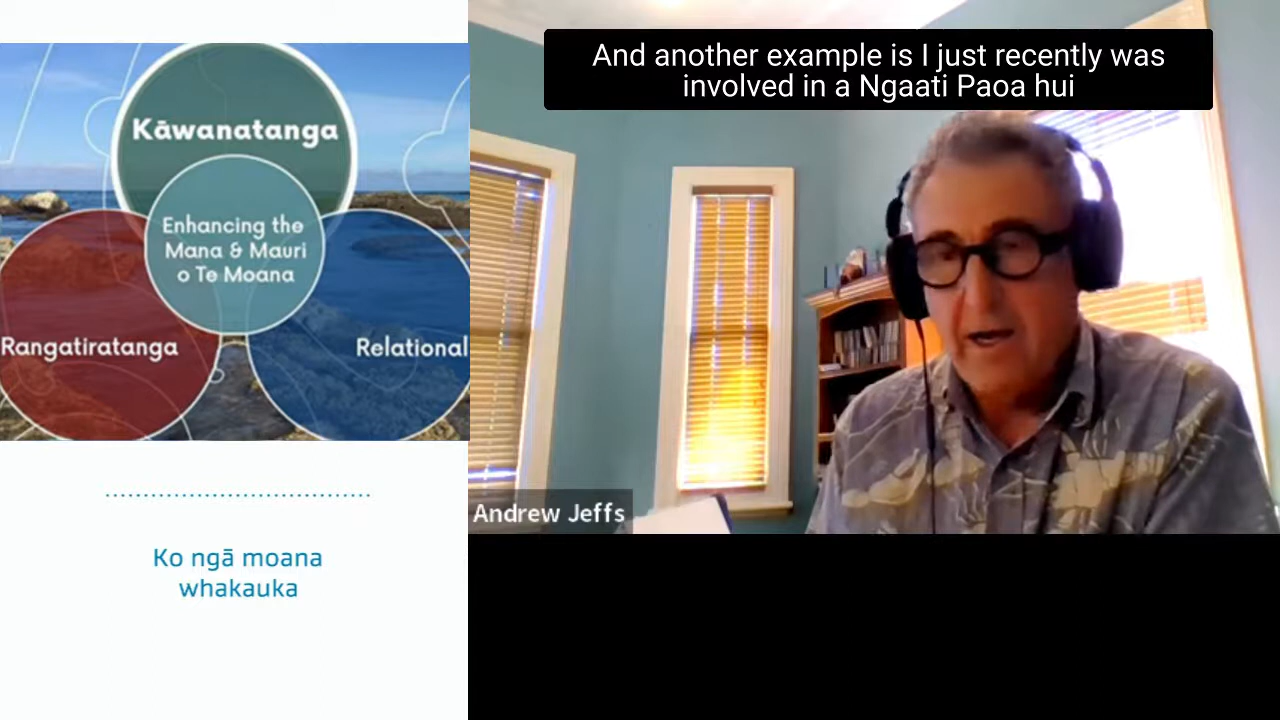 Kāwanatanga
Enhancing the
Mana & Mauri
o Te Moana
Rangatiratanga
Relational
Ko ngā moana
whakauka
And another example is I just recently was
involved in a Ngaati Paoa hui
Andrew Jeffs